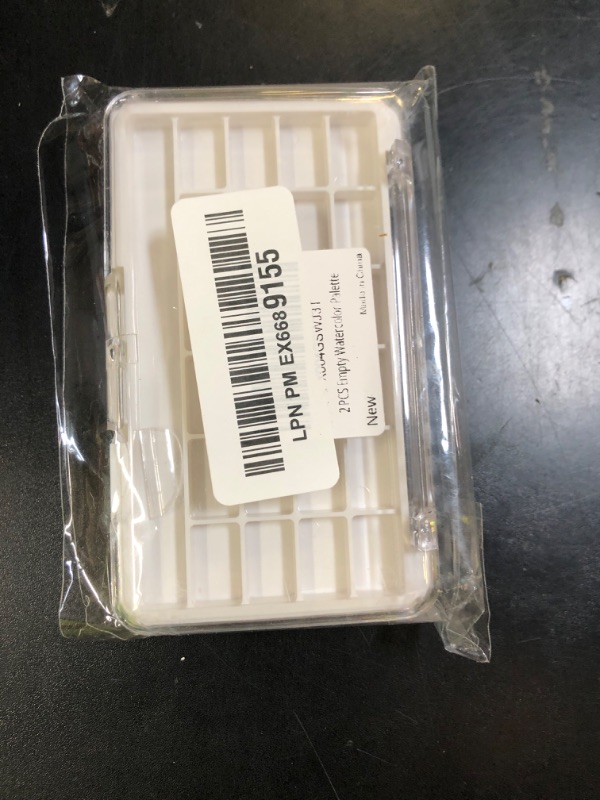 LPN PM EX6689155
2 PCS Empty Watercolor Palette
New
Made in China